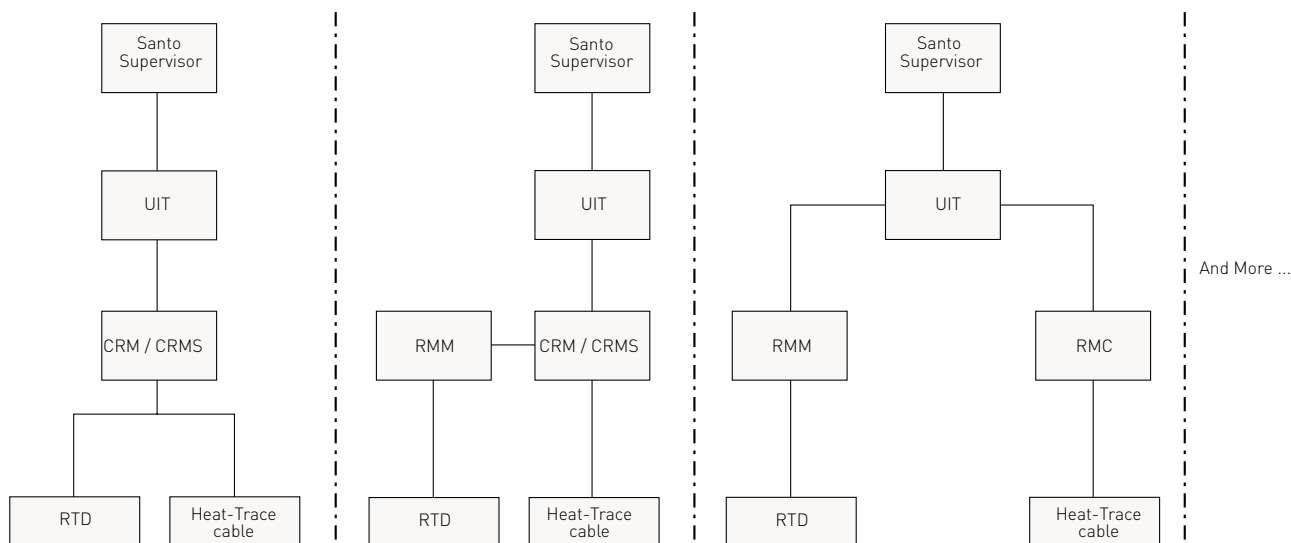 Santo
Supervisor
UIT
CRM / CRMS
RTD
Heat-Trace
cable
Santo
Supervisor
UIT
RMM
CRM / CRMS
RTD
Heat-Trace
cable
Santo
Supervisor
UIT
RMM
RMC
RTD
Heat-Trace
cable
And More ...